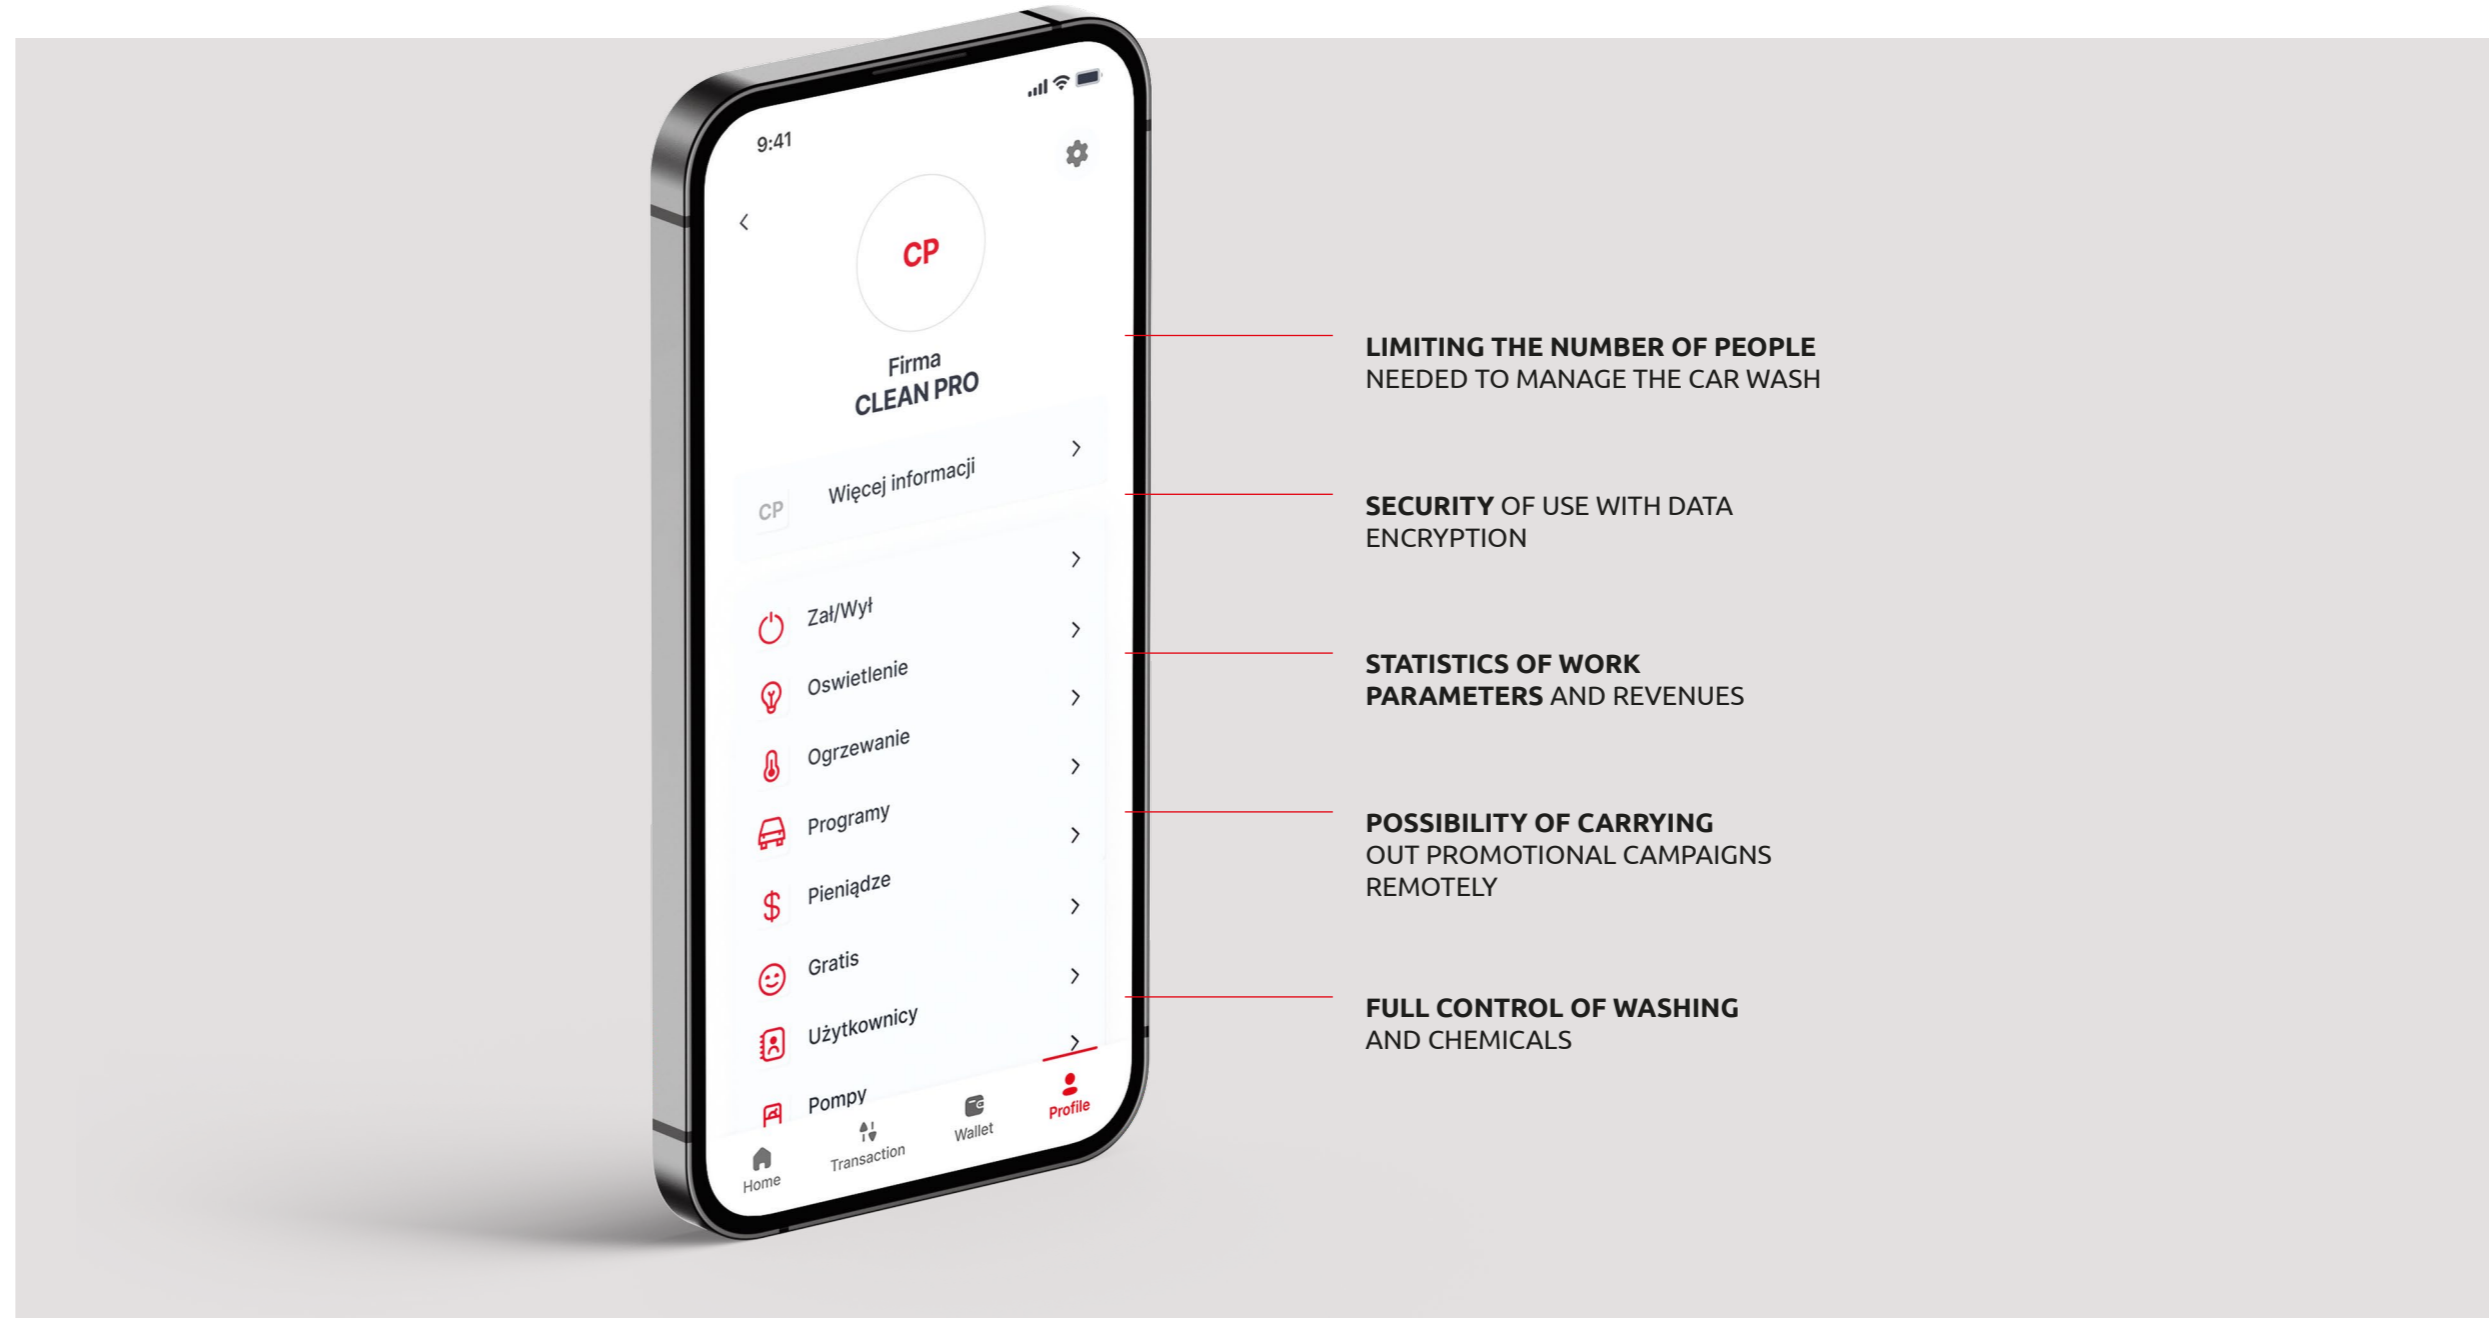 9:41
CP
Firma
CLEAN PRO
CP Więcej informacji
Zał/Wył
Oswietlenie
Ogrzewanie
Programy
Pieniądze
Gratis
Użytkownicy
Pompy
Home
Transaction
Wallet
Profile
LIMITING THE NUMBER OF PEOPLE
NEEDED TO MANAGE THE CAR WASH
SECURITY OF USE WITH DATA
ENCRYPTION
STATISTICS OF WORK
PARAMETERS AND REVENUES
POSSIBILITY OF CARRYING
OUT PROMOTIONAL CAMPAIGNS
REMOTELY
FULL CONTROL OF WASHING
AND CHEMICALS